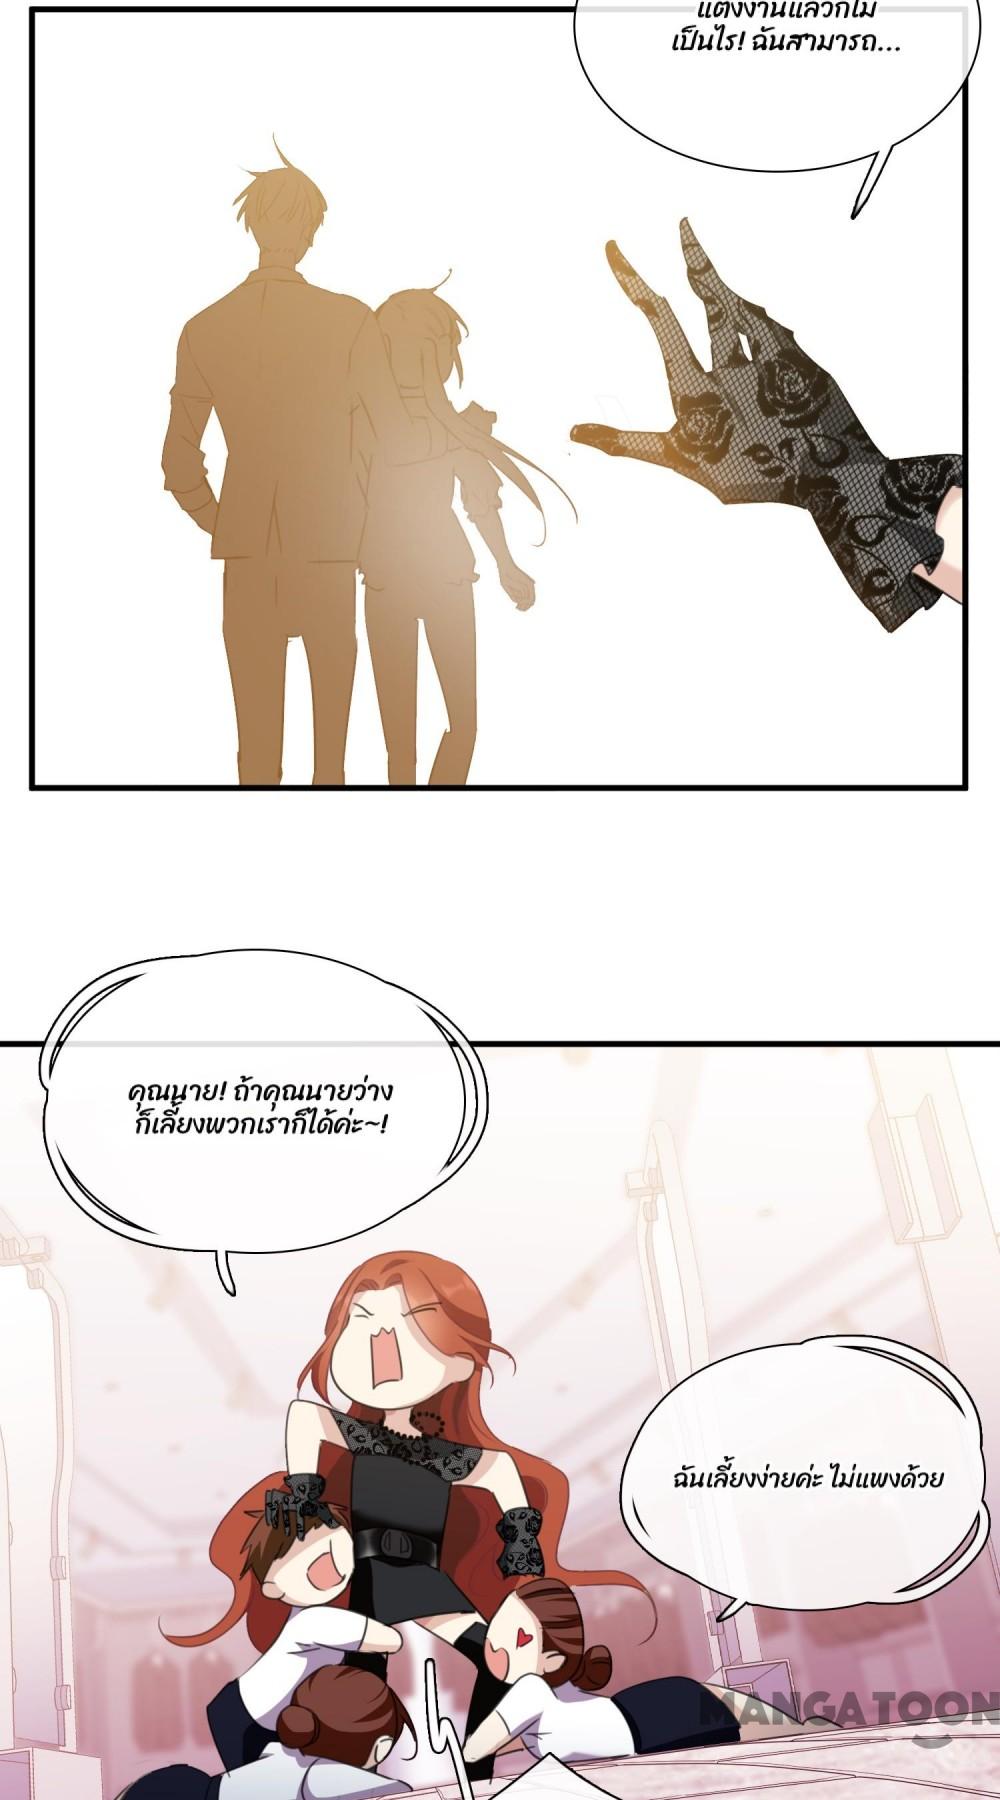 แต่งงานแล้วก็ไม่
เป็นไร! ฉันสามารถ...
คุณนาย! ถ้าคุณนายว่าง
ก็เลี้ยงพวกเราก็ได้ค่ะ~!
ฉันเลี้ยงง่ายค่ะ ไม่แพงด้วย
MANGATOON